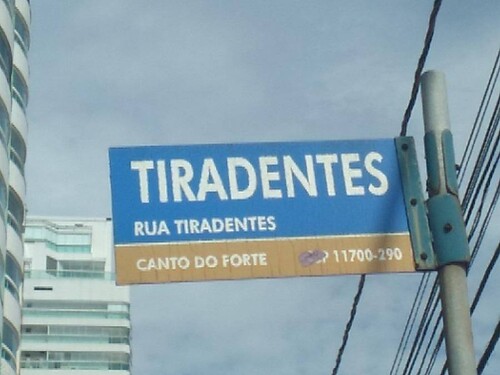 TIRADENTES
RUA TIRADENTES
CANTO DO FORTE 11700-290